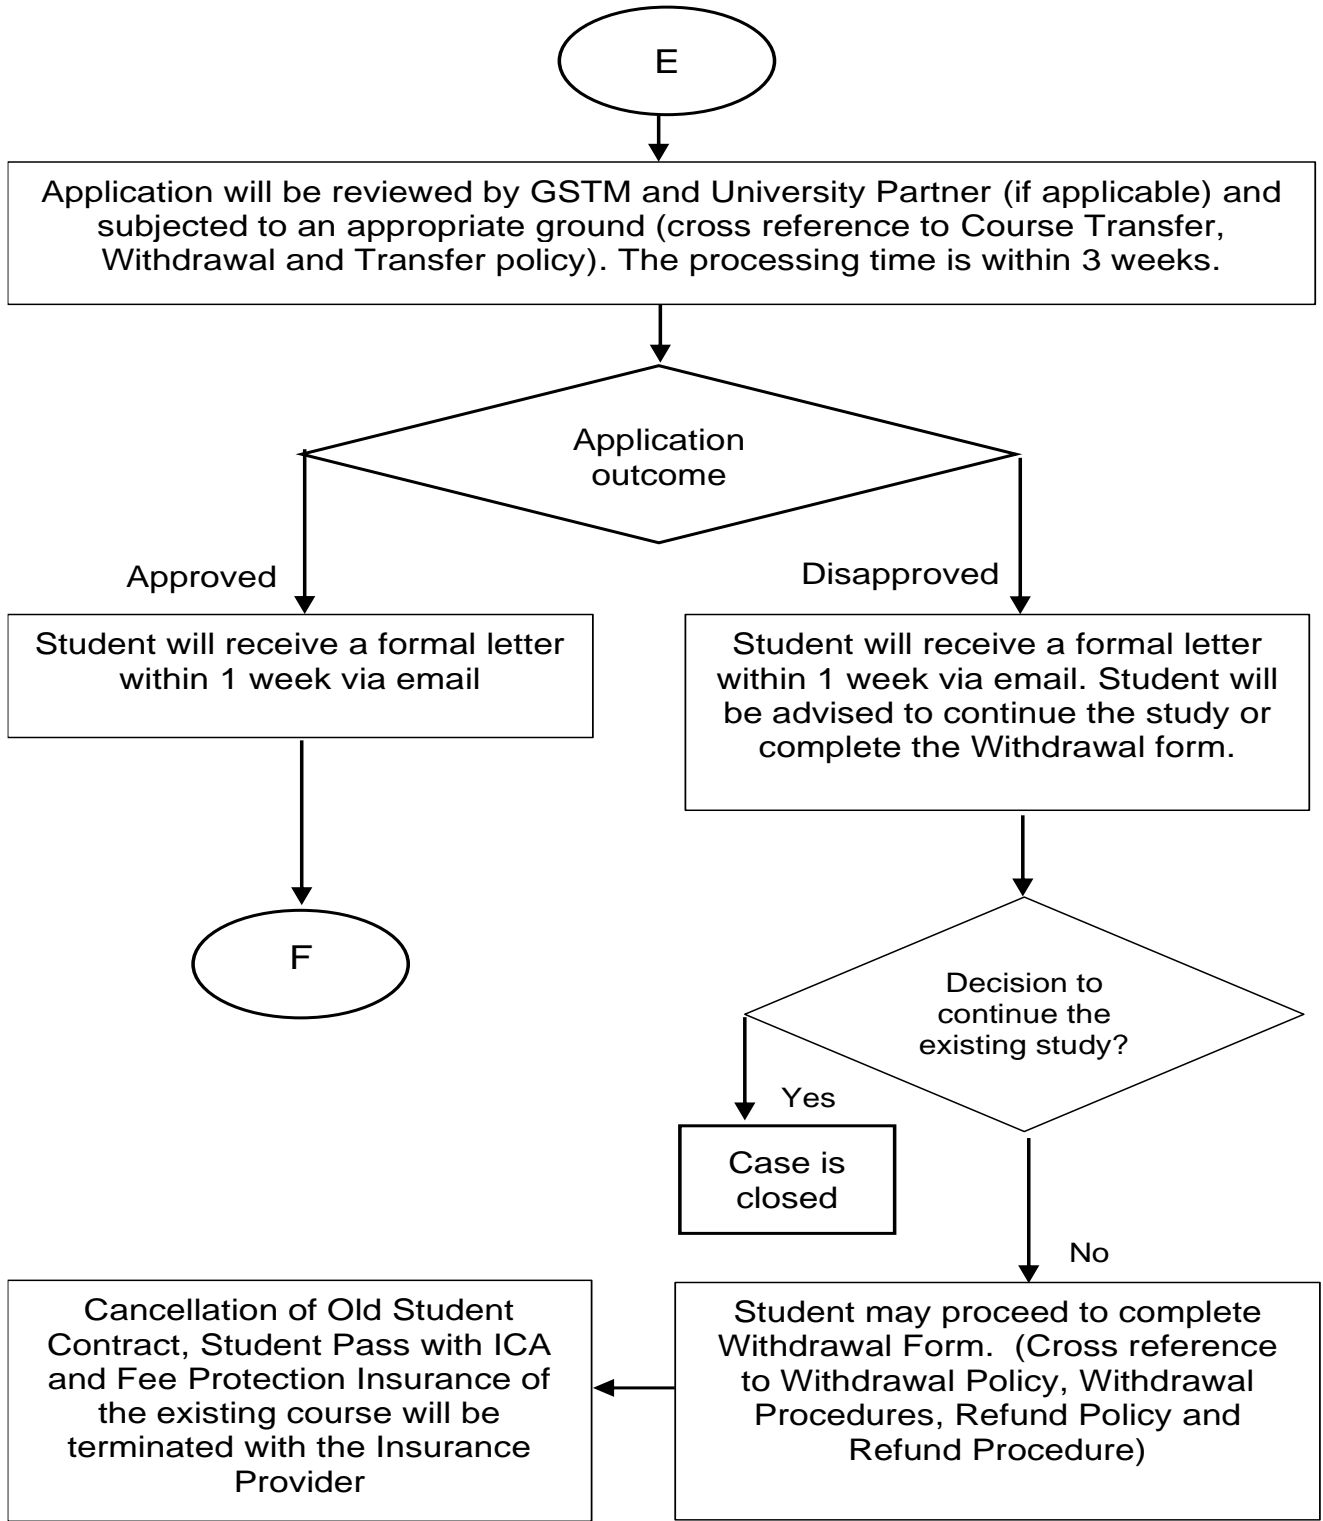 E
Application will be reviewed by GSTM and University Partner (if applicable) and
subjected to an appropriate ground (cross reference to Course Transfer,
Withdrawal and Transfer policy). The processing time is within 3 weeks.
Application
outcome
Approved
Disapproved
Student will receive a formal letter
within 1 week via email
Student will receive a formal letter
within 1 week via email. Student will
be advised to continue the study or
complete the Withdrawal form.
F
Decision to
continue the
existing study?
Yes
Case is
closed
No
Student may proceed to complete
Withdrawal Form.  (Cross reference
to Withdrawal Policy, Withdrawal
Procedures, Refund Policy and
Refund Procedure)
Cancellation of Old Student
Contract, Student Pass with ICA
and Fee Protection Insurance of
the existing course will be
terminated with the Insurance
Provider